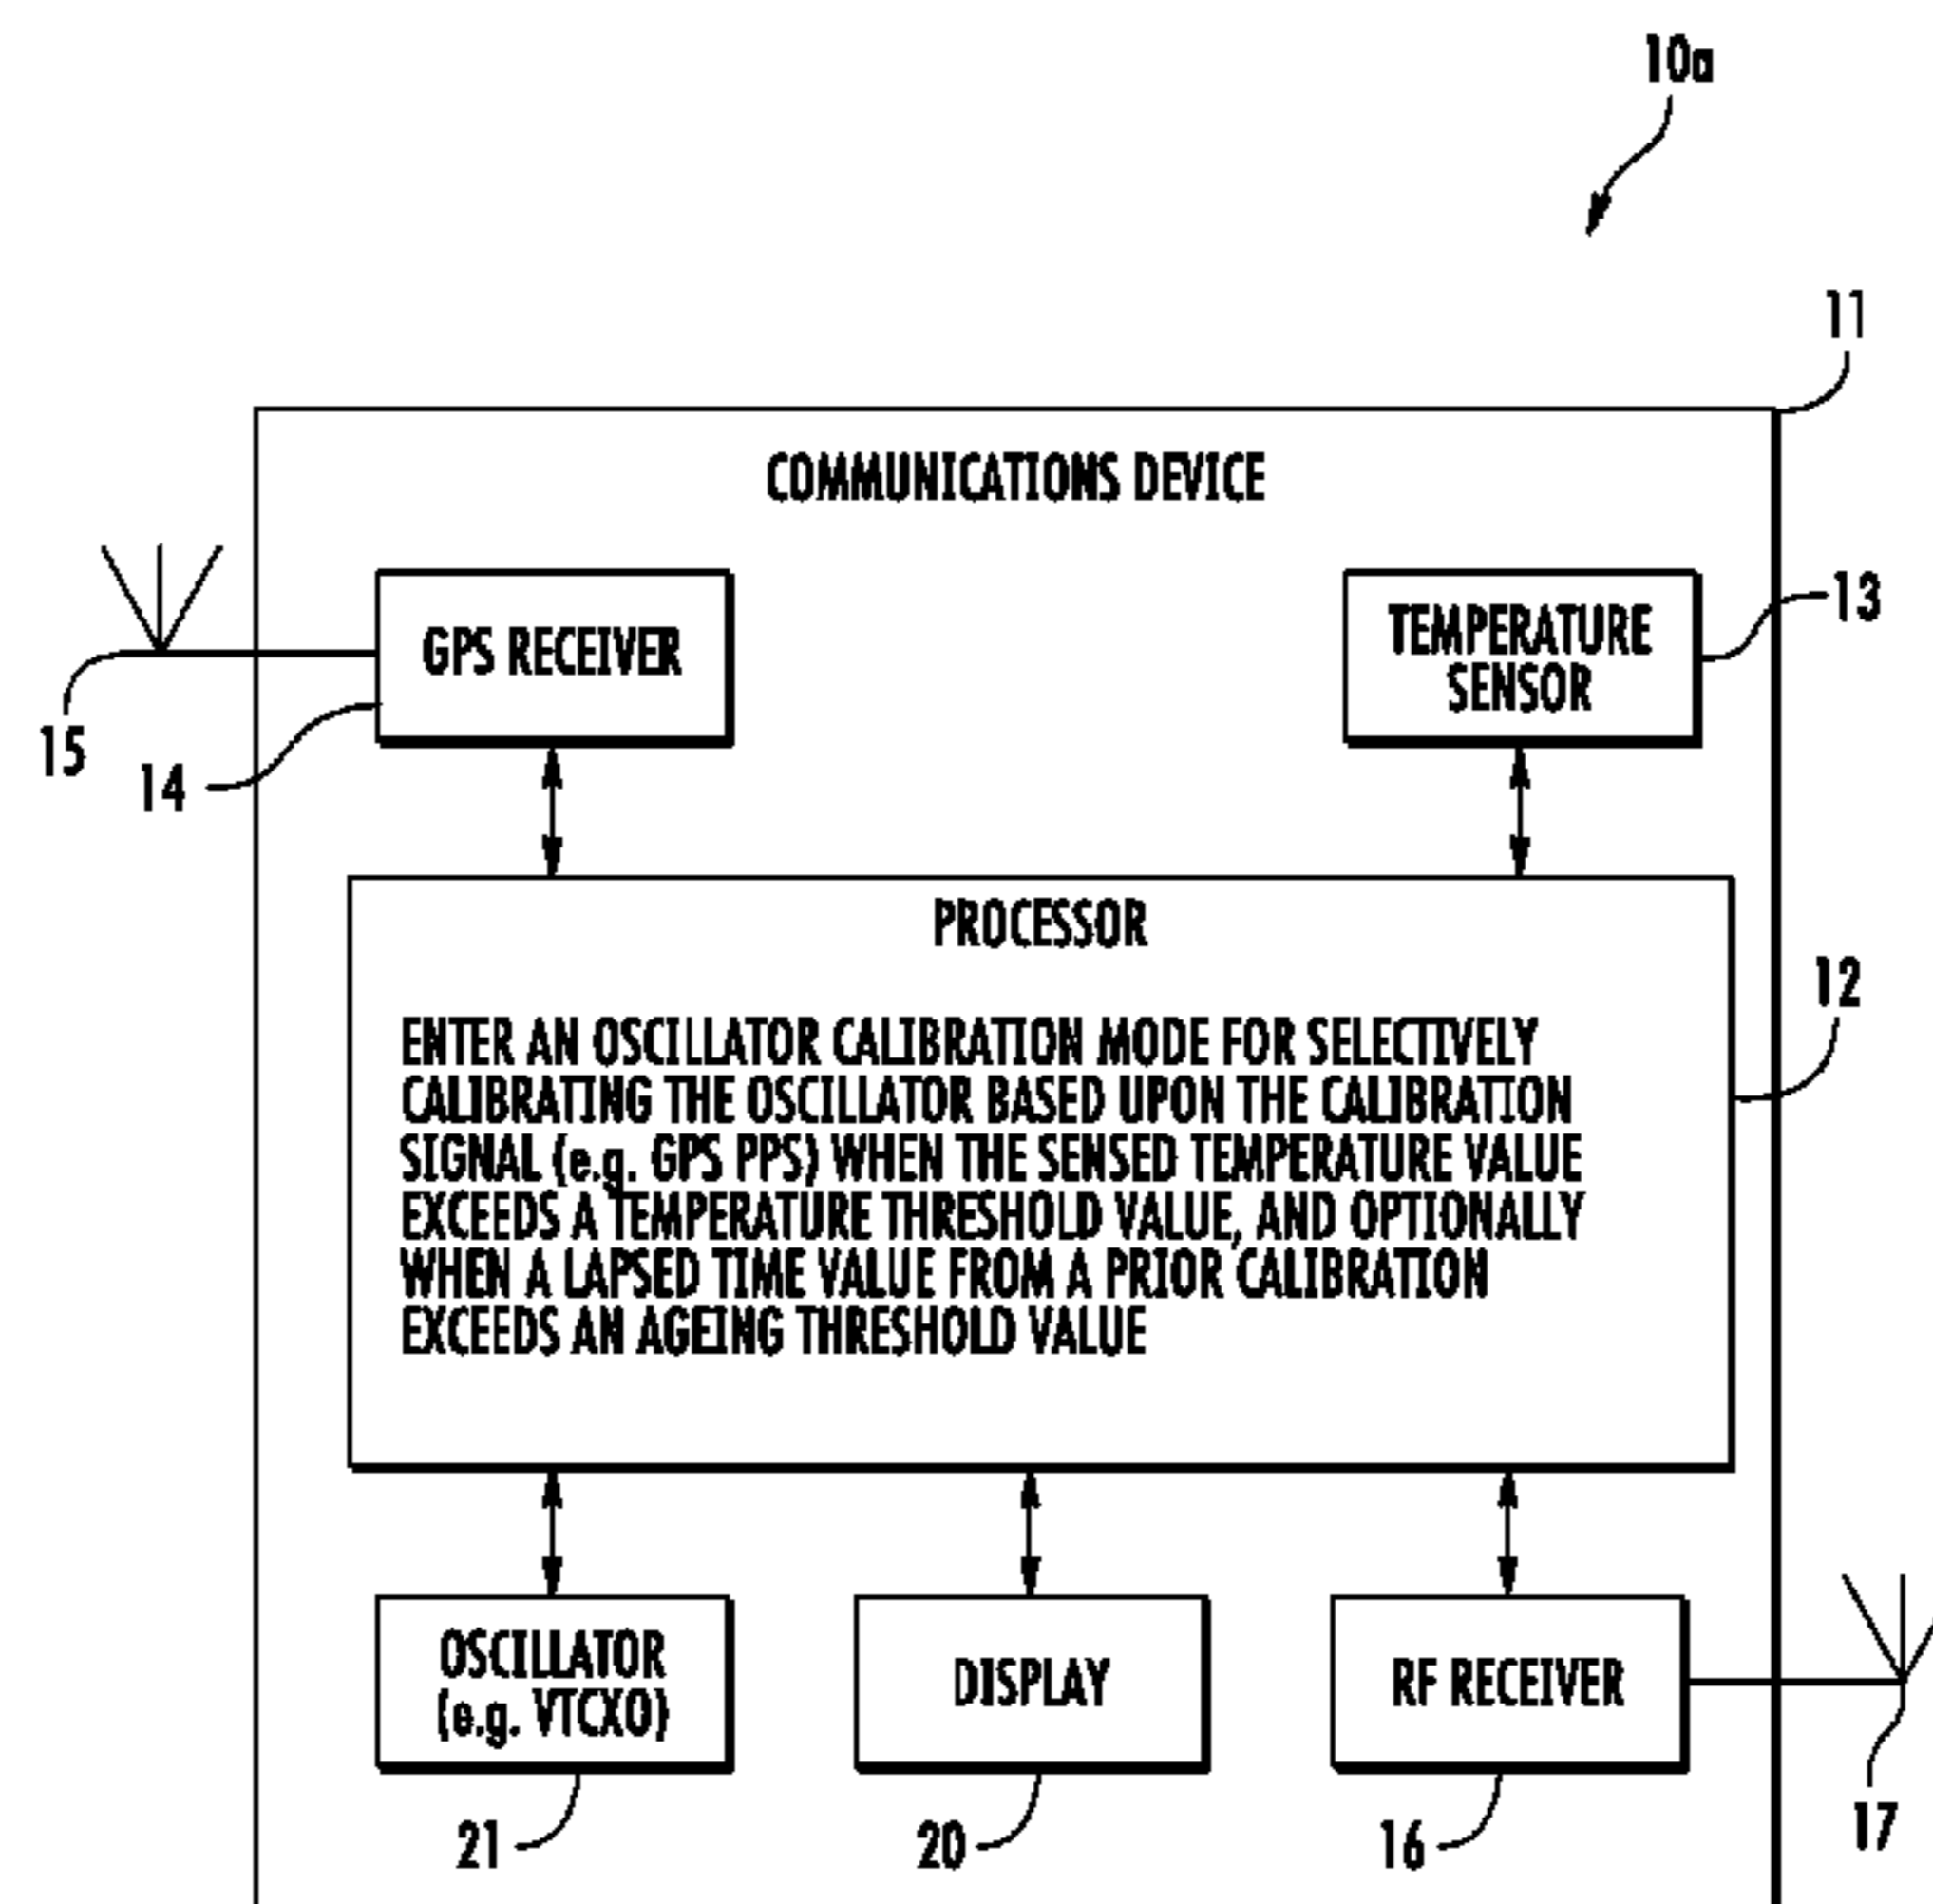 10a
11
COMMUNICATIONS DEVICE
GPS RECEIVER
TEMPERATURE
SENSOR
13
15
14
PROCESSOR
12
ENTER AN OSCILLATOR CALIBRATION MODE FOR SELECTIVELY
CALIBRATING THE OSCILLATOR BASED UPON THE CALIBRATION
SIGNAL (e.g. GPS PPS) WHEN THE SENSED TEMPERATURE VALUE
EXCEEDS A TEMPERATURE THRESHOLD VALUE, AND OPTIONALLY
WHEN A LAPSED TIME VALUE FROM A PRIOR CALIBRATION
EXCEEDS AN AGEING THRESHOLD VALUE
OSCILLATOR
(e.g. VTCXO)
DISPLAY
RF RECEIVER
21
20
16
17